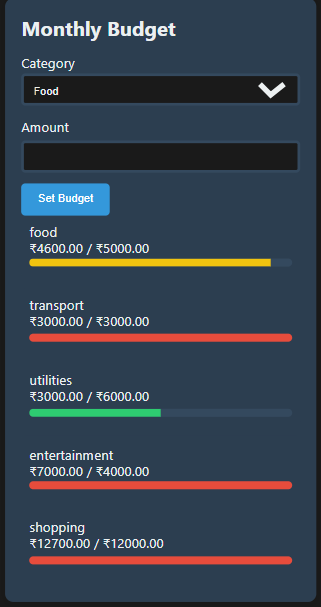 Monthly Budget
Category
Food
Amount
Set Budget
food
₹4600.00 / ₹5000.00
transport
₹3000.00 / ₹3000.00
utilities
₹3000.00 / ₹6000.00
entertainment
₹7000.00 / ₹4000.00
shopping
₹12700.00 / ₹12000.00